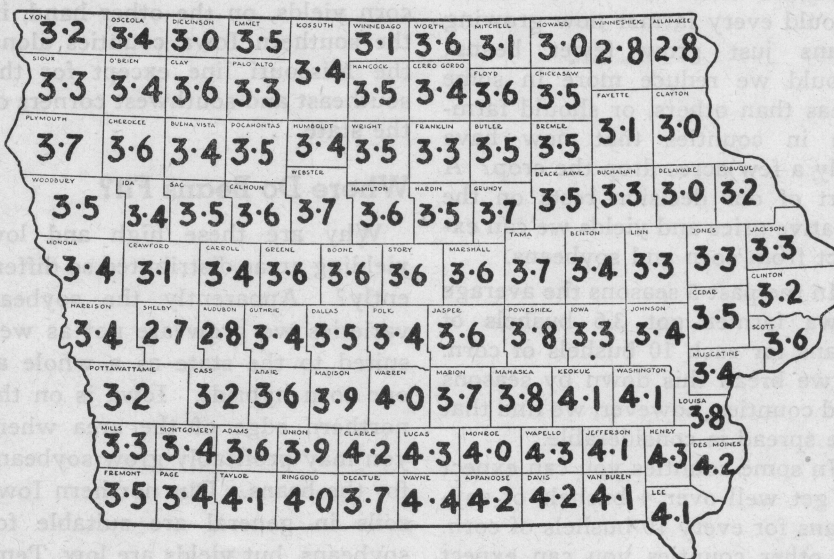 LYON OSCEOLA DICKINSON EMMET KOSSUTH WINNEBAGO WORTH MITCHELL HOWARD WINNESHIEK ALLAMAKEE
3.2 3.4 3.0 3.5 3.4 3.1 3.6 3.1 3.0 2.8 2.8
SIOUX O'BRIEN CLAY PALO ALTO HANCOCK CERRO GORDO FLOYD CHICKASAW
3.3 3.4 3.6 3.3 3.5 3.4 3.6 3.5
FAYETTE CLAYTON
3.1 3.0
PLYMOUTH CHEROKEE BUENA VISTA POCAHONTAS HUMBOLDT WRIGHT FRANKLIN BUTLER BREMER
3.7 3.6 3.4 3.5 3.4 3.5 3.3 3.5 3.5
WOODBURY SAC CALHOUN WEBSTER HAMILTON HARDIN GRUNDY BLACK HAWK BUCHANAN DELAWARE DUBUQUE
3.5 3.4 3.5 3.6 3.7 3.6 3.5 3.7 3.5 3.3 3.0 3.2
MONONA CRAWFORD CARROLL GREENE BOONE STORY MARSHALL TAMA BENTON LINN JONES JACKSON
3.4 3.4 3.4 3.6 3.6 3.6 3.6 3.7 3.4 3.3 3.3 3.3
CLINTON
3.2
HARRISON SHELBY AUDUBON GUTHRIE DALLAS POLK JASPER POWESHIEK IOWA JOHNSON CEDAR SCOTT
3.4 2.7 2.8 3.4 3.5 3.4 3.6 3.8 3.3 3.4 3.5 3.6
MUSCATINE
3.4
POTTAWATTAMIE CASS ADAIR MADISON WARREN MARION MAHASKA KEOKUK WASHINGTON LOUISA
3.2 3.2 3.6 3.9 4.0 3.7 3.8 4.1 4.1 3.8
MILLS MONTGOMERY ADAMS UNION CLARKE LUCAS MONROE WAPELLO JEFFERSON HENRY DES MOINES
3.3 3.4 3.6 3.9 4.2 4.3 4.0 4.3 4.1 4.3 4.2
FREMONT PAGE TAYLOR RINGGOLD DECATUR WAYNE APPANOOSE DAVIS VAN BUREN LEE
3.3 3.4 4.1 4.0 3.7 4.4 4.2 4.2 4.1 4.1